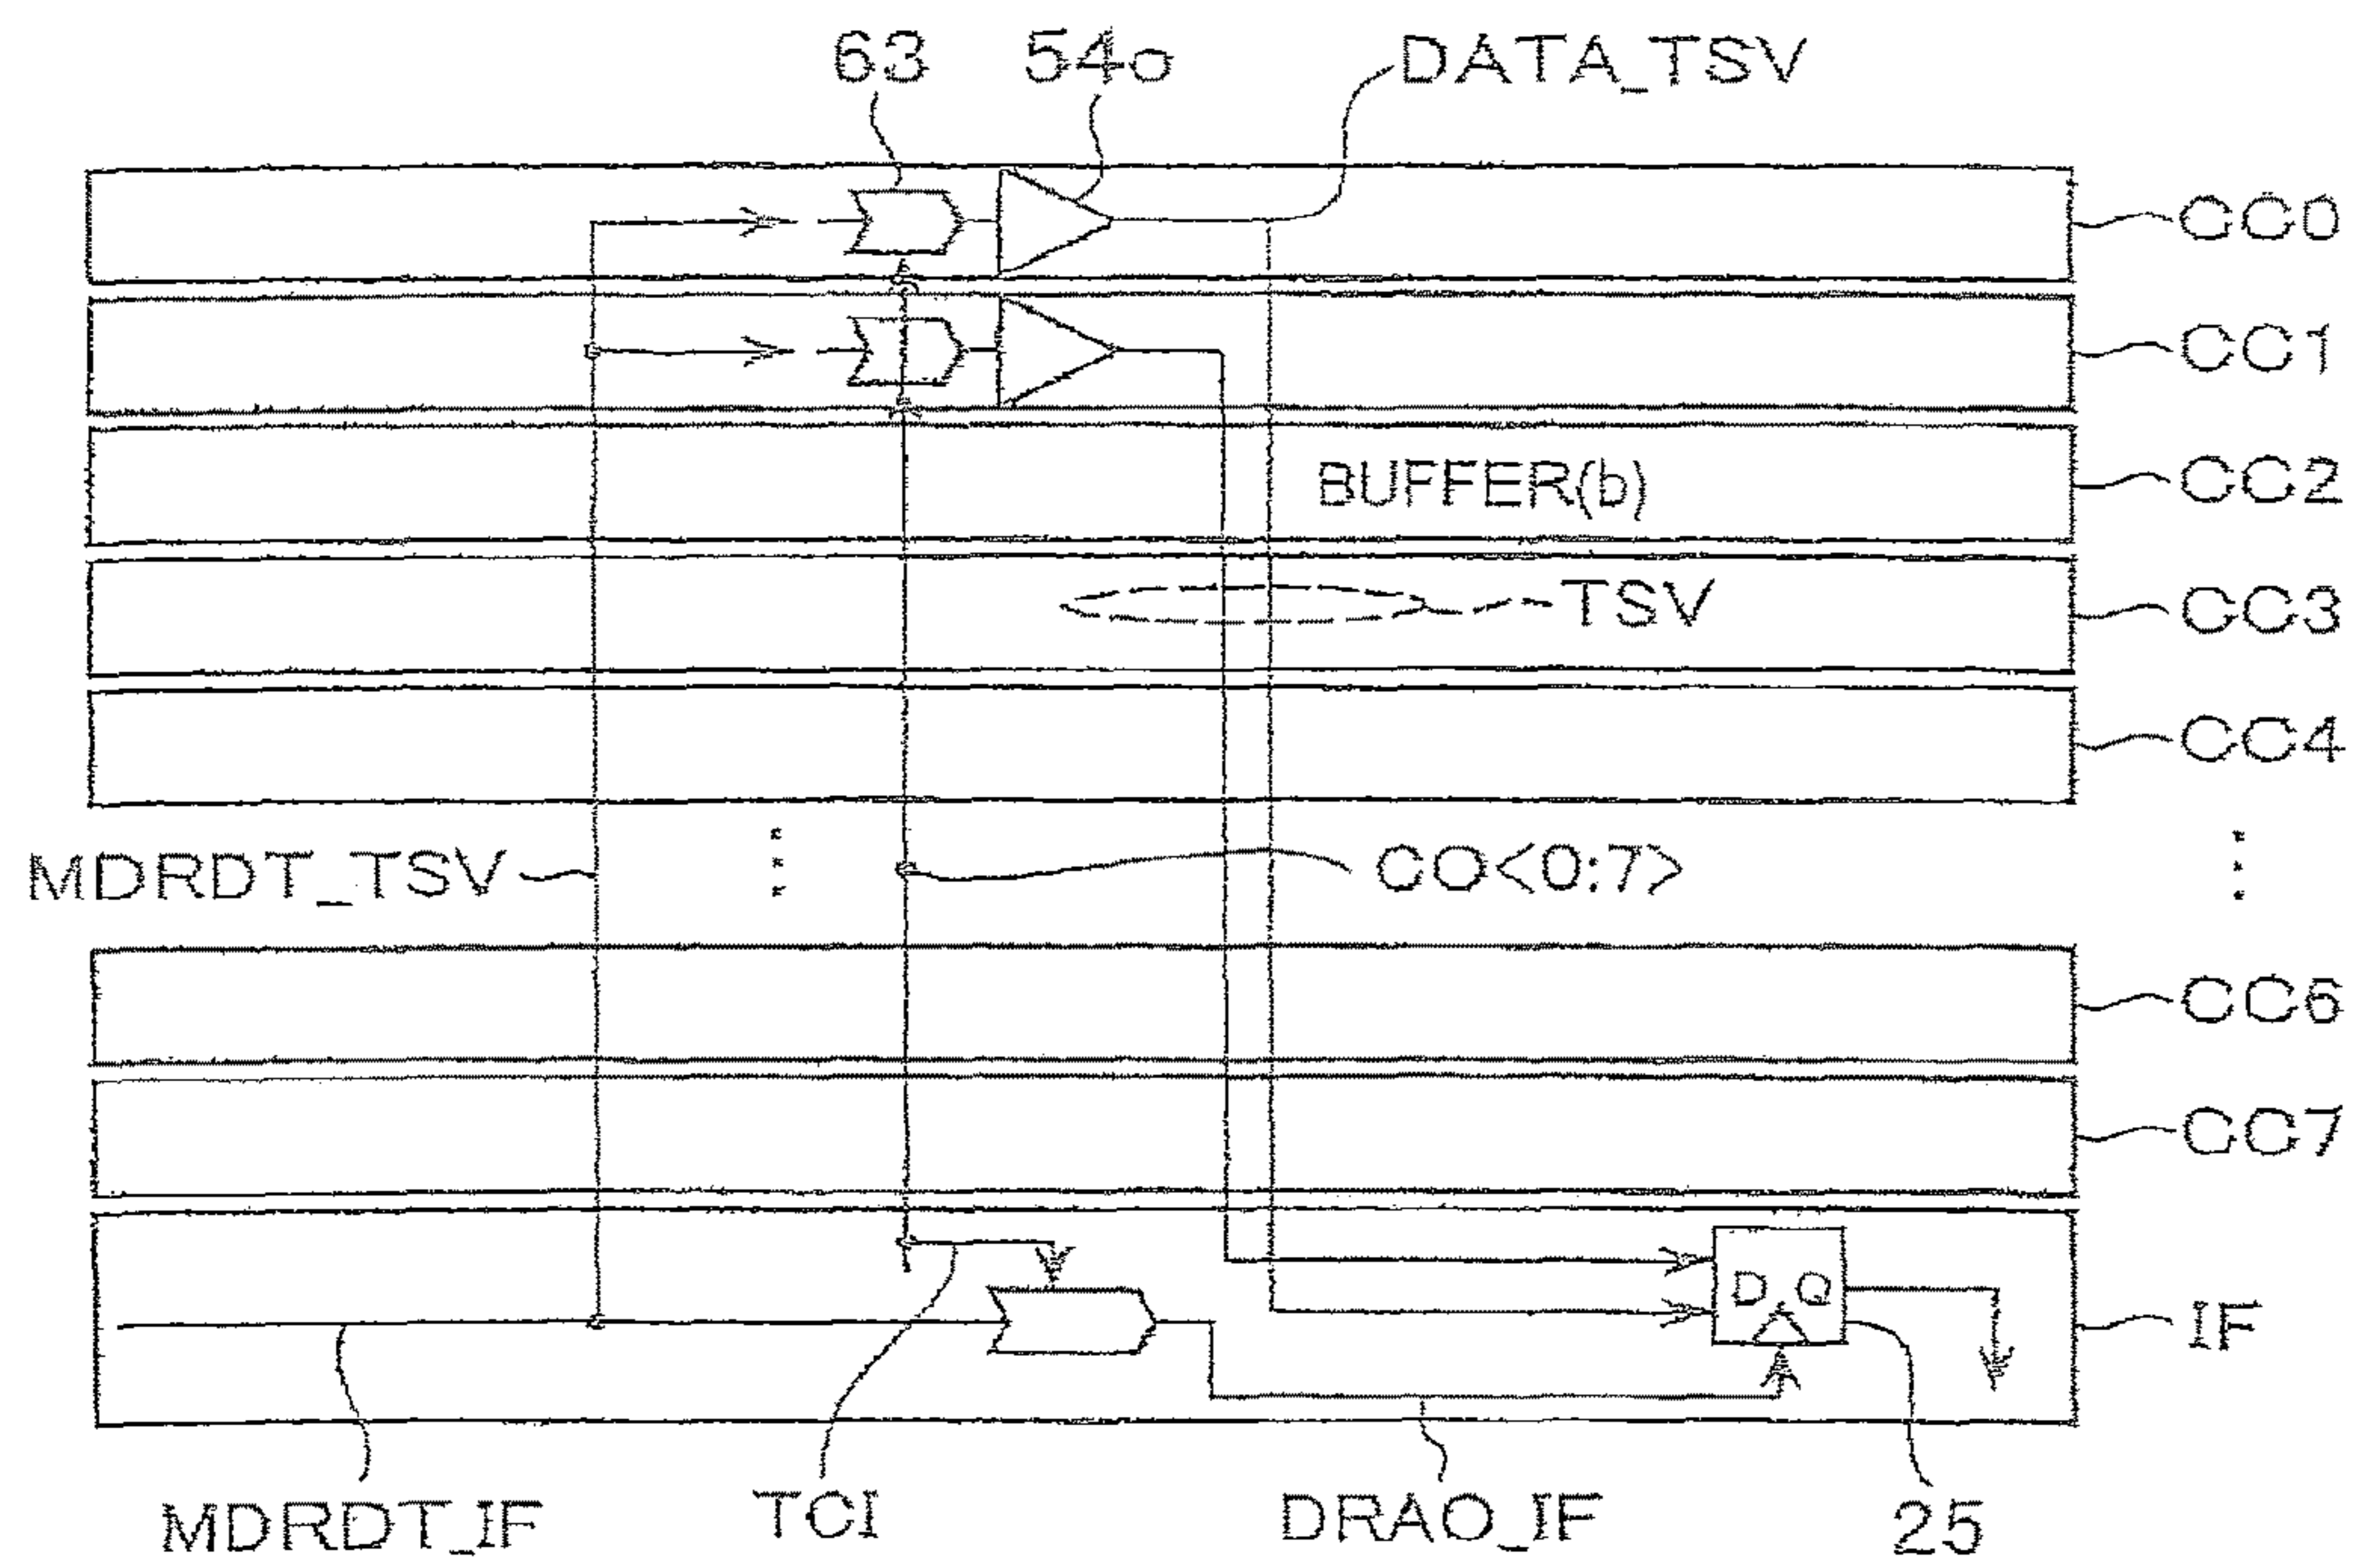 63 54o DATA_TSV
CC0
CC1
BUFFER(b) CC2
TSV CC3
CC4
MDRDT_TSV CO<0:7>
CC6
CC7
D Q
IF
MDRDT_IF TCI DRAO_IF 25